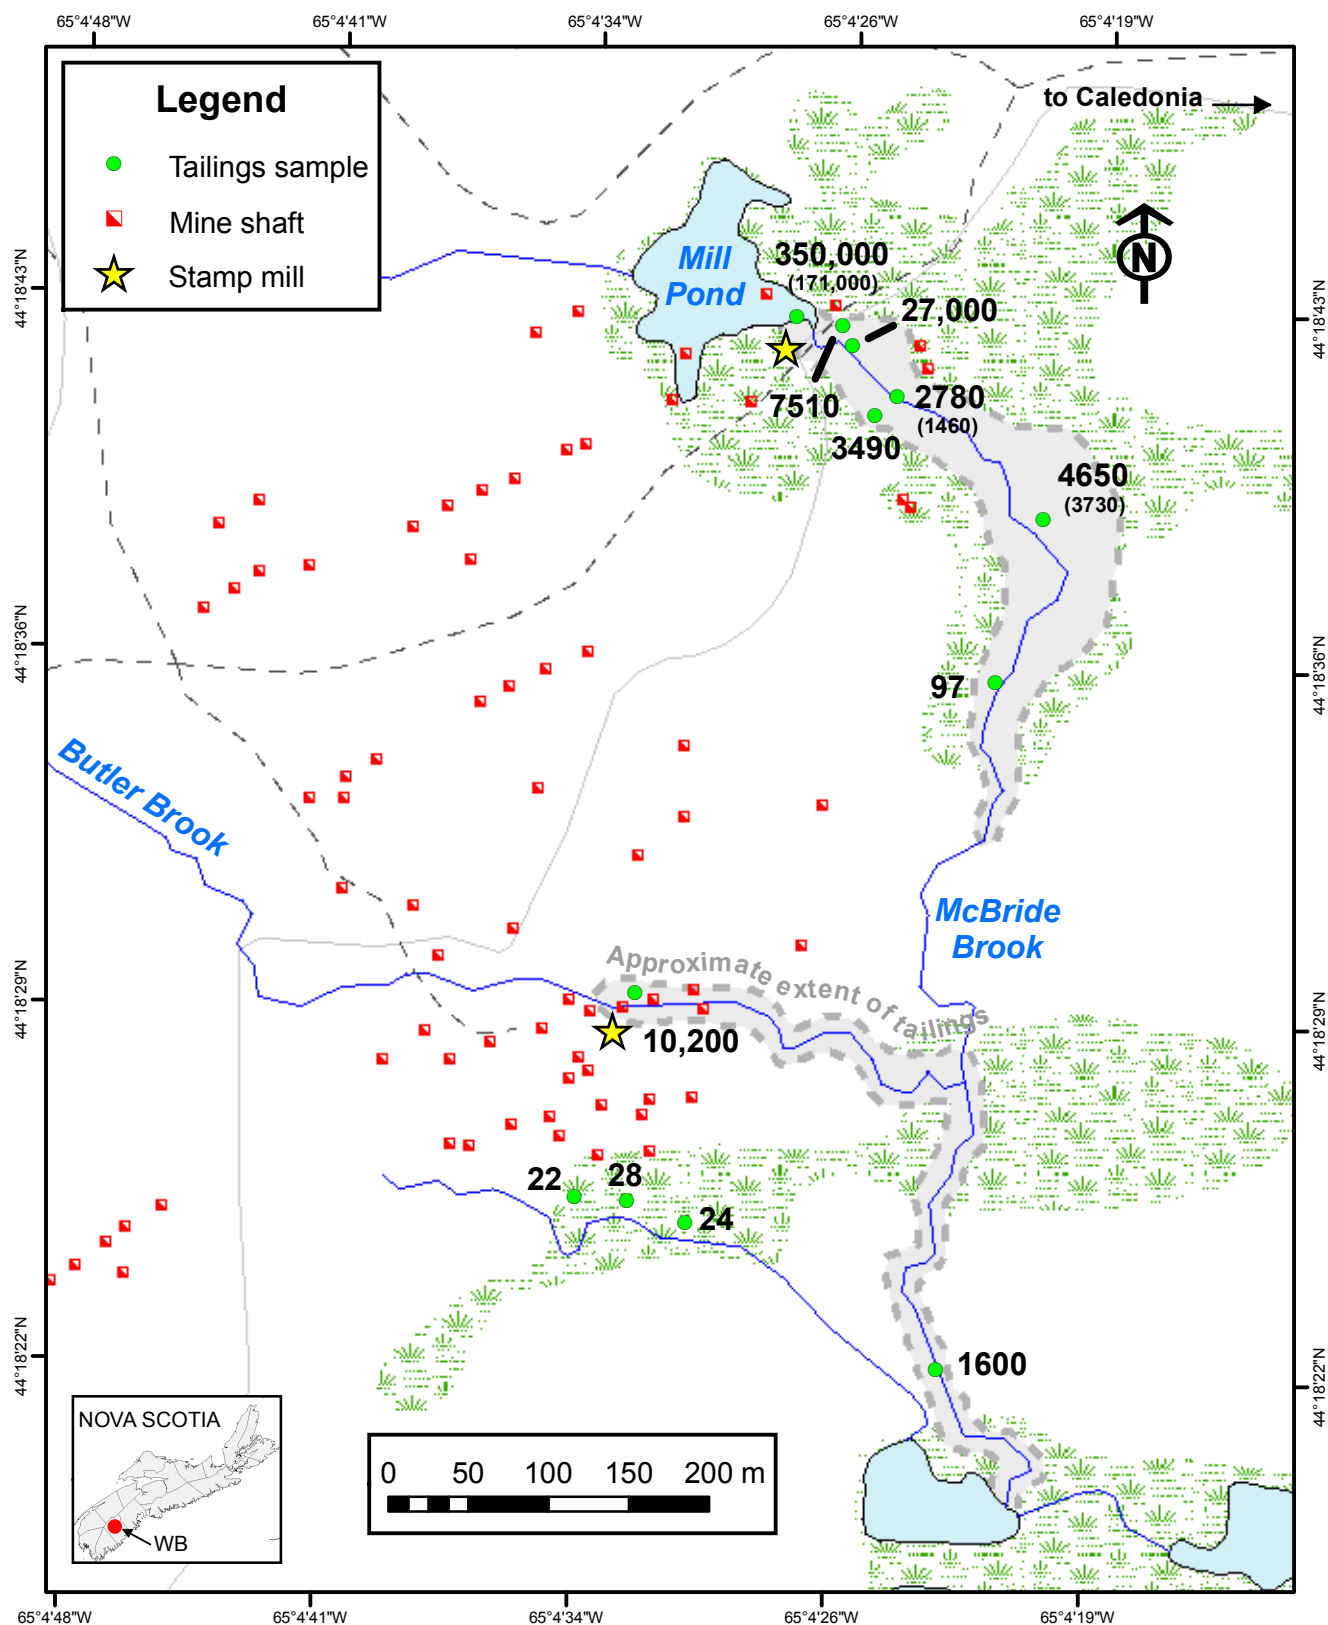 65°4'48"W
65°4'41"W
65°4'34"W
65°4'26"W
65°4'19"W
Legend
Tailings sample
Mine shaft
Stamp mill
to Caledonia
N
44°18'43"N
44°18'43"N
Mill
Pond
350,000
(171,000)
27,000
7510
2780
(1460)
3490
4650
(3730)
44°18'36"N
44°18'36"N
97
Butler Brook
McBride
Brook
Approximate extent of tailings
44°18'29"N
44°18'29"N
10,200
22
28
24
44°18'22"N
44°18'22"N
1600
NOVA SCOTIA
WB
0 50 100 150 200 m
65°4'48"W
65°4'41"W
65°4'34"W
65°4'26"W
65°4'19"W